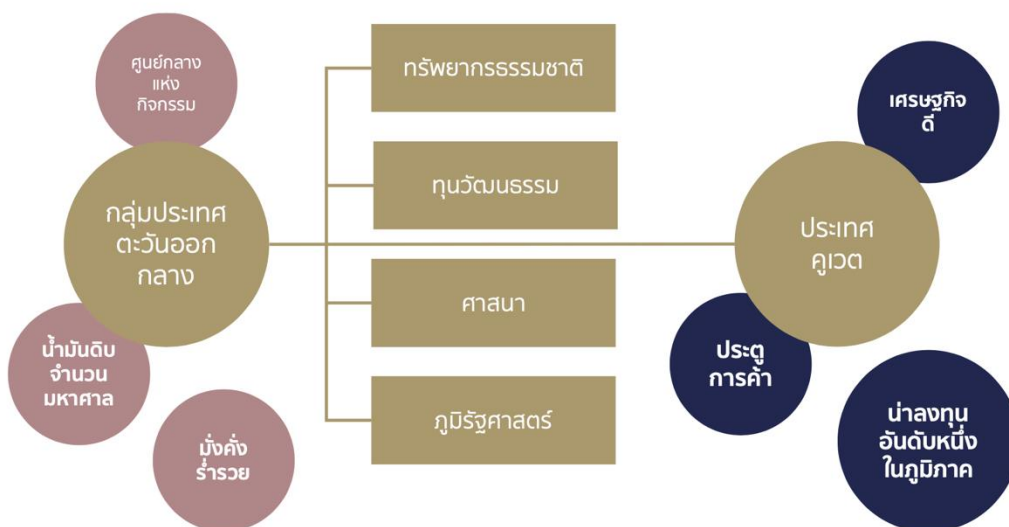 ศูนย์กลาง
แห่ง
กิจกรรม
กลุ่มประเทศ
ตะวันออก
กลาง
น้ำมันดิบ
จำนวน
มหาศาล
มั่งคั่ง
ร่ำรวย
ทรัพยากรธรรมชาติ
ทุนวัฒนธรรม
ศาสนา
ภูมิรัฐศาสตร์
เศรษฐกิจ
ดี
ประเทศ
คูเวต
ประตู
การค้า
น่าลงทุน
อันดับหนึ่ง
ในภูมิภาค